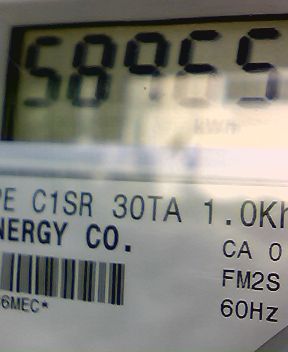 58955
kWh
PE C1SR 30TA 1.0Kh
NERGY CO.
CA 0
FM2S
6MEC*
60Hz